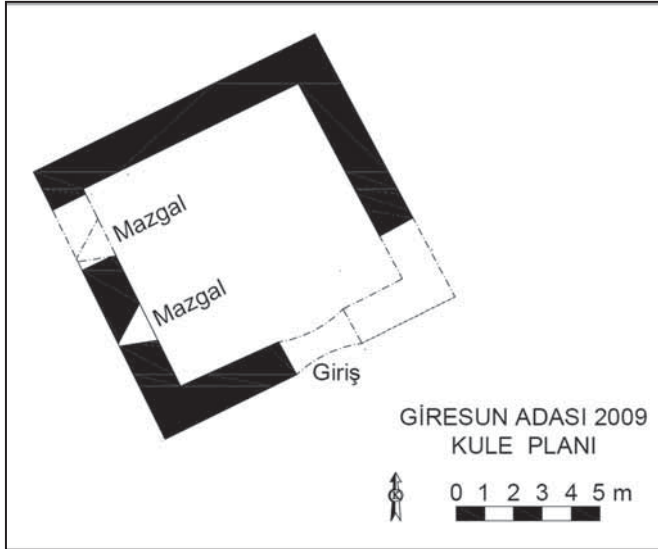 Mazgal
Mazgal
Giriş
GİRESUN ADASI 2009
KULE PLANI
K
0 1 2 3 4 5 m